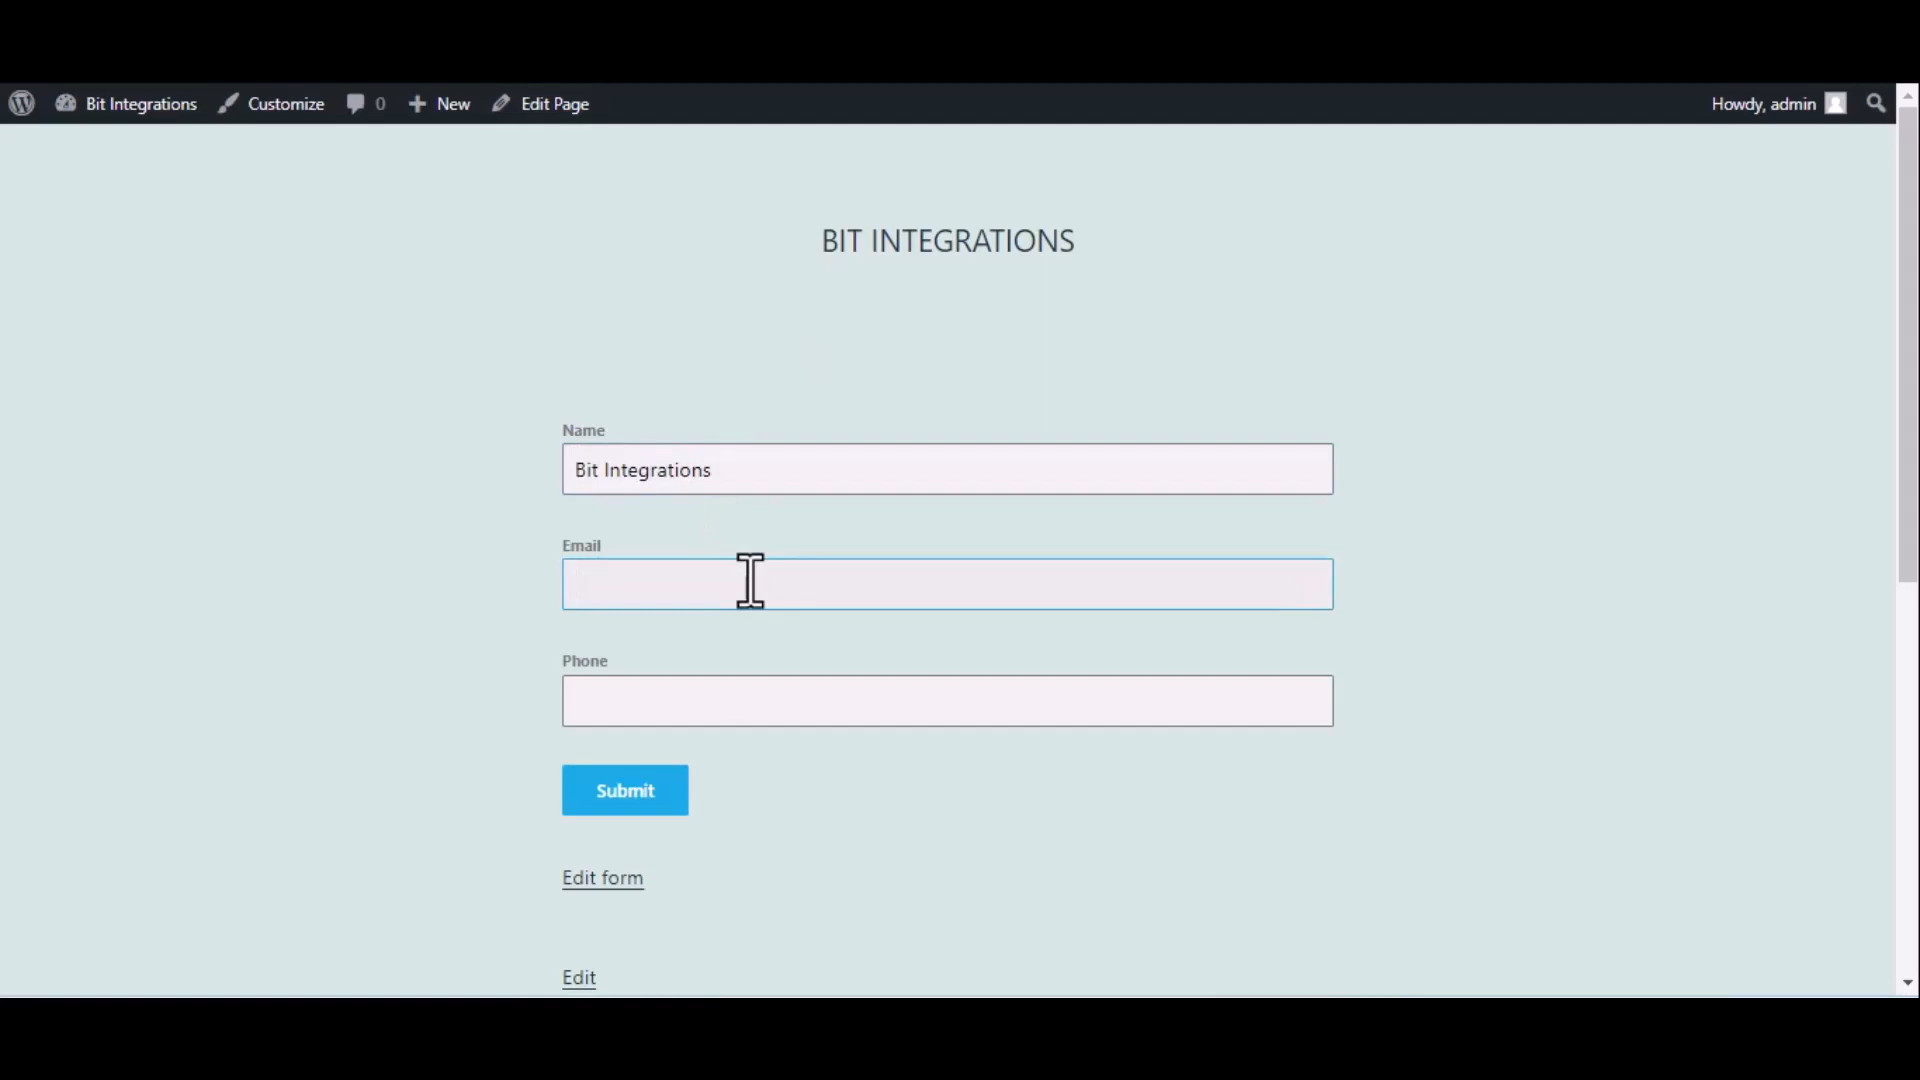 Bit Integrations Customize 0 New Edit Page Howdy, admin
BIT INTEGRATIONS
Name
Bit Integrations
Email
Phone
Submit
Edit form
Edit